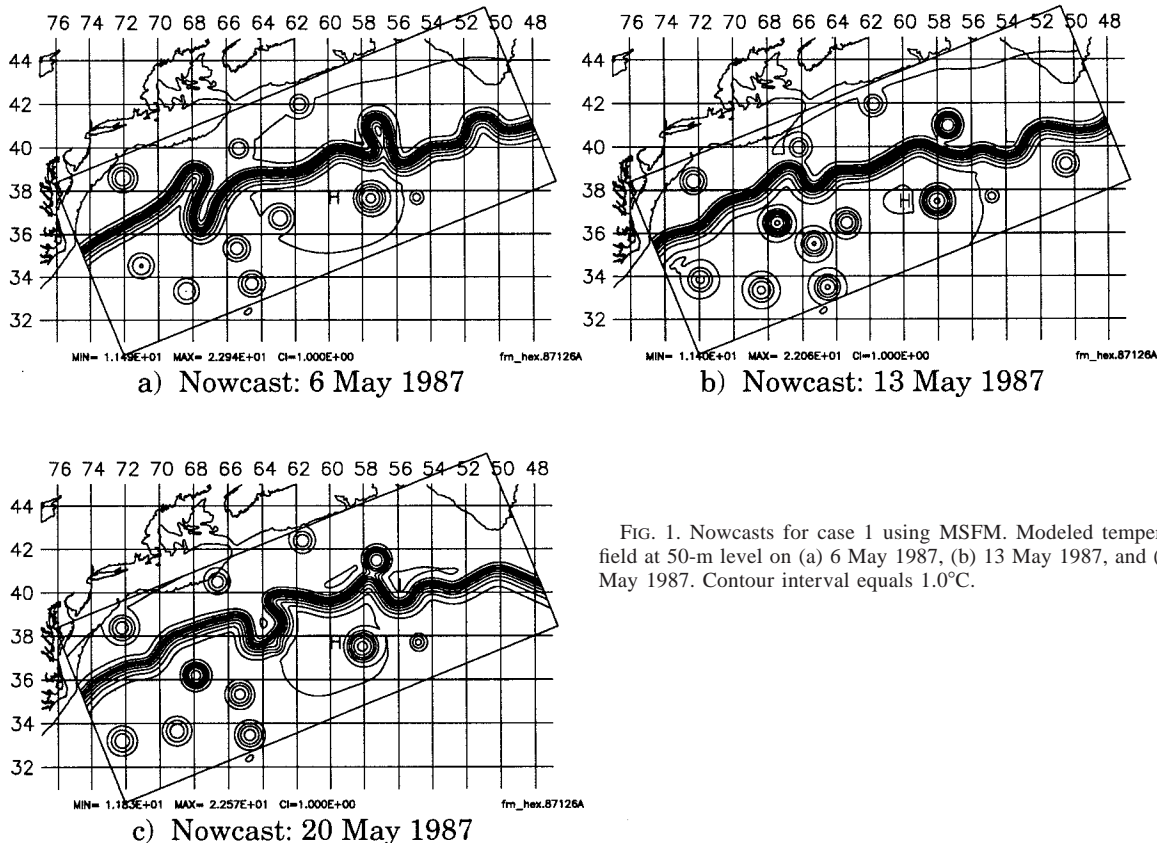 76 74 72 70 68 66 64 62 60 58 56 54 52 50 48
44
42
40
38
36
34
32
H
MIN= 1.149E+01 MAX= 2.294E+01 CI=1.000E+00 frn_hex.87126A
a) Nowcast: 6 May 1987
76 74 72 70 68 66 64 62 60 58 56 54 52 50 48
44
42
40
38
36
34
32
H
MIN= 1.140E+01 MAX= 2.206E+01 CI=1.000E+00 frn_hex.87126A
b) Nowcast: 13 May 1987
76 74 72 70 68 66 64 62 60 58 56 54 52 50 48
44
42
40
38
36
34
32
H
L
MIN= 1.183E+01 MAX= 2.257E+01 CI=1.000E+00 frn_hex.87126A
c) Nowcast: 20 May 1987
FIG. 1. Nowcasts for case 1 using MSFM. Modeled temper
field at 50-m level on (a) 6 May 1987, (b) 13 May 1987, and (
May 1987. Contour interval equals 1.0°C.